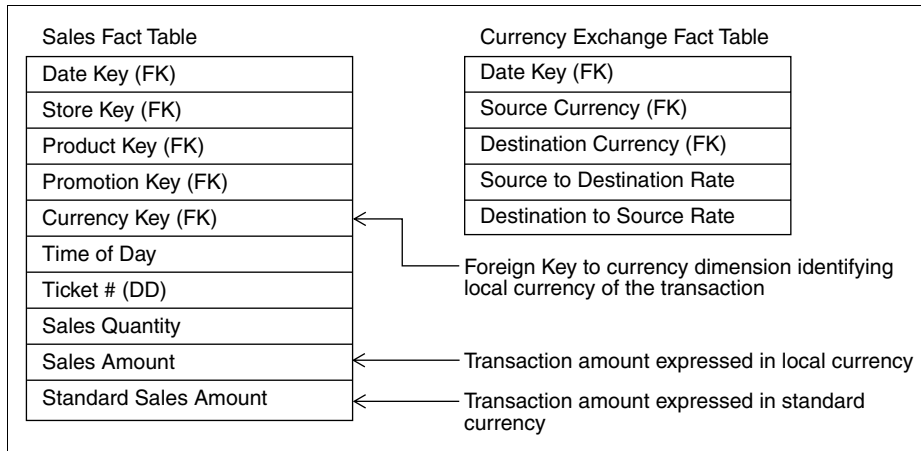 Sales Fact Table
Date Key (FK)
Store Key (FK)
Product Key (FK)
Promotion Key (FK)
Currency Key (FK)
Time of Day
Ticket # (DD)
Sales Quantity
Sales Amount
Standard Sales Amount
Currency Exchange Fact Table
Date Key (FK)
Source Currency (FK)
Destination Currency (FK)
Source to Destination Rate
Destination to Source Rate
Foreign Key to currency dimension identifying
local currency of the transaction
Transaction amount expressed in local currency
Transaction amount expressed in standard
currency